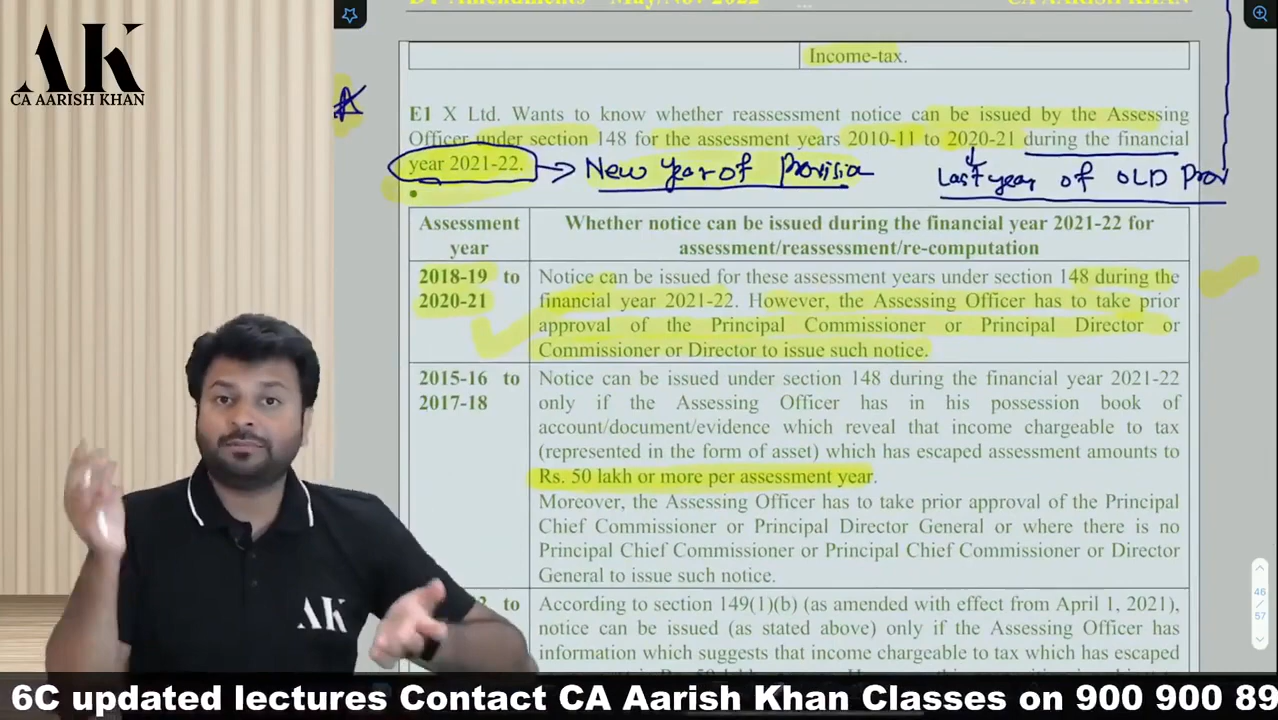 DT Amendments – May/Nov 2022 CA AARISH KHAN
AK
CA AARISH KHAN
Income-tax.
E1 X Ltd. Wants to know whether reassessment notice can be issued by the Assessing
Officer under section 148 for the assessment years 2010-11 to 2020-21 during the financial
year 2021-22.
New Year of Provision
Last year of OLD Prov
Assessment
year
Whether notice can be issued during the financial year 2021-22 for
assessment/reassessment/re-computation
2018-19 to
2020-21
Notice can be issued for these assessment years under section 148 during the
financial year 2021-22. However, the Assessing Officer has to take prior
approval of the Principal Commissioner or Principal Director or
Commissioner or Director to issue such notice.
2015-16 to
2017-18
Notice can be issued under section 148 during the financial year 2021-22
only if the Assessing Officer has in his possession book of
account/document/evidence which reveal that income chargeable to tax
(represented in the form of asset) which has escaped assessment amounts to
Rs. 50 lakh or more per assessment year.
Moreover, the Assessing Officer has to take prior approval of the Principal
Chief Commissioner or Principal Director General or where there is no
Principal Chief Commissioner or Principal Chief Commissioner or Director
General to issue such notice.
to
According to section 149(1)(b) (as amended with effect from April 1, 2021),
notice can be issued (as stated above) only if the Assessing Officer has
information which suggests that income chargeable to tax which has escaped
46
/
57
AK
6C updated lectures Contact CA Aarish Khan Classes on 900 900 89